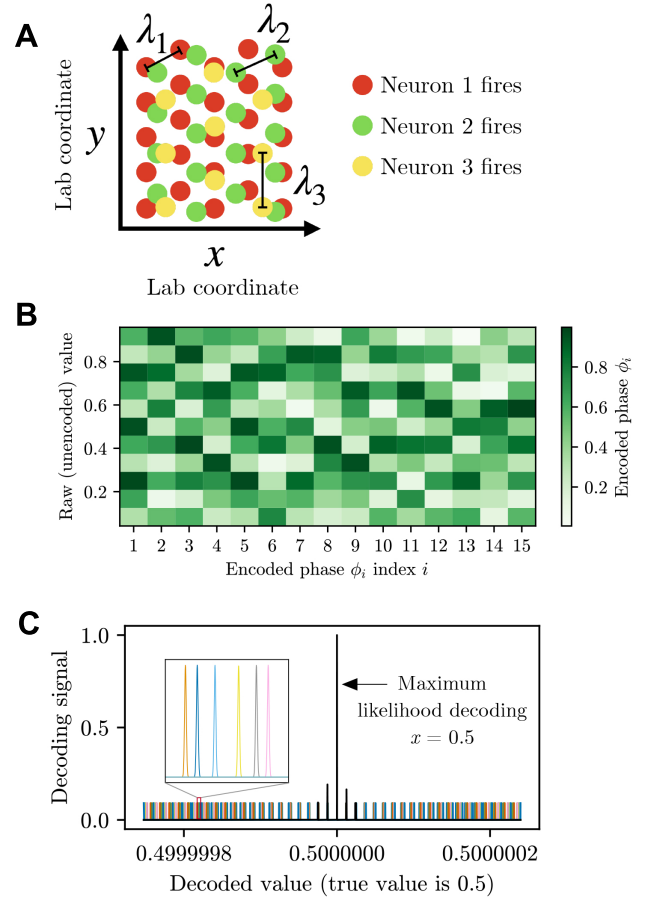 A
λ1
λ2
Neuron 1 fires
Neuron 2 fires
Neuron 3 fires
Lab coordinate
y
λ3
x
Lab coordinate
B
Raw (unencoded) value
0.8
0.6
0.4
0.2
1 2 3 4 5 6 7 8 9 10 11 12 13 14 15
Encoded phase ϕi index i
0.8
0.6
0.4
0.2
Encoded phase ϕi
C
Decoding signal
1.0
0.5
0.0
Maximum
likelihood decoding
x = 0.5
0.4999998 0.5000000 0.5000002
Decoded value (true value is 0.5)